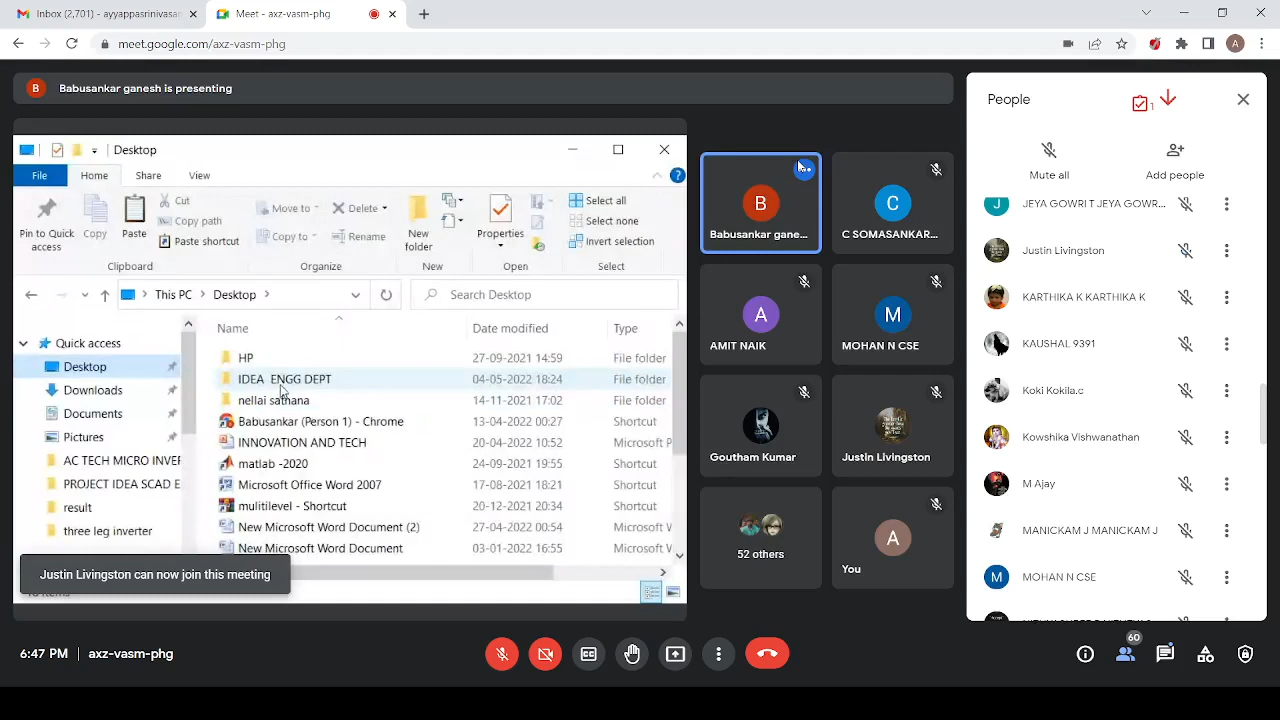 Inbox (2,701) - ayyappasrinivasan
Meet - axz-vasm-phg
meet.google.com/axz-vasm-phg
A
B
Babusankar ganesh is presenting
Desktop
File
Home
Share
View
Pin to Quick access
Copy
Paste
Cut
Copy path
Paste shortcut
Clipboard
Move to
Copy to
Delete
Rename
Organize
New folder
New
Properties
Open
Select all
Select none
Invert selection
Select
This PC
Desktop
Search Desktop
Quick access
Desktop
Downloads
Documents
Pictures
AC TECH MICRO INVER
PROJECT IDEA SCAD E
result
three leg inverter
Name Date modified Type
HP 27-09-2021 14:59 File folder
IDEA ENGG DEPT 04-05-2022 18:24 File folder
nellai sathana 14-11-2021 17:02 File folder
Babusankar (Person 1) - Chrome 13-04-2022 00:27 Shortcut
INNOVATION AND TECH 20-04-2022 10:52 Microsoft P
matlab -2020 24-09-2021 19:55 Shortcut
Microsoft Office Word 2007 17-08-2021 18:21 Shortcut
mulitilevel - Shortcut 20-12-2021 20:34 Shortcut
New Microsoft Word Document (2) 27-04-2022 00:54 Microsoft W
New Microsoft Word Document 03-01-2022 16:55 Microsoft W
Justin Livingston can now join this meeting
B
Babusankar gane...
C
C SOMASANKAR...
A
AMIT NAIK
M
MOHAN N CSE
Goutham Kumar
Justin Livingston
52 others
A
You
People
1
Mute all
Add people
J
JEYA GOWRI T JEYA GOWR...
Justin Livingston
KARTHIKA K KARTHIKA K
KAUSHAL 9391
Koki Kokila.c
Kowshika Vishwanathan
M Ajay
MANICKAM J MANICKAM J
M
MOHAN N CSE
6:47 PM
axz-vasm-phg
60